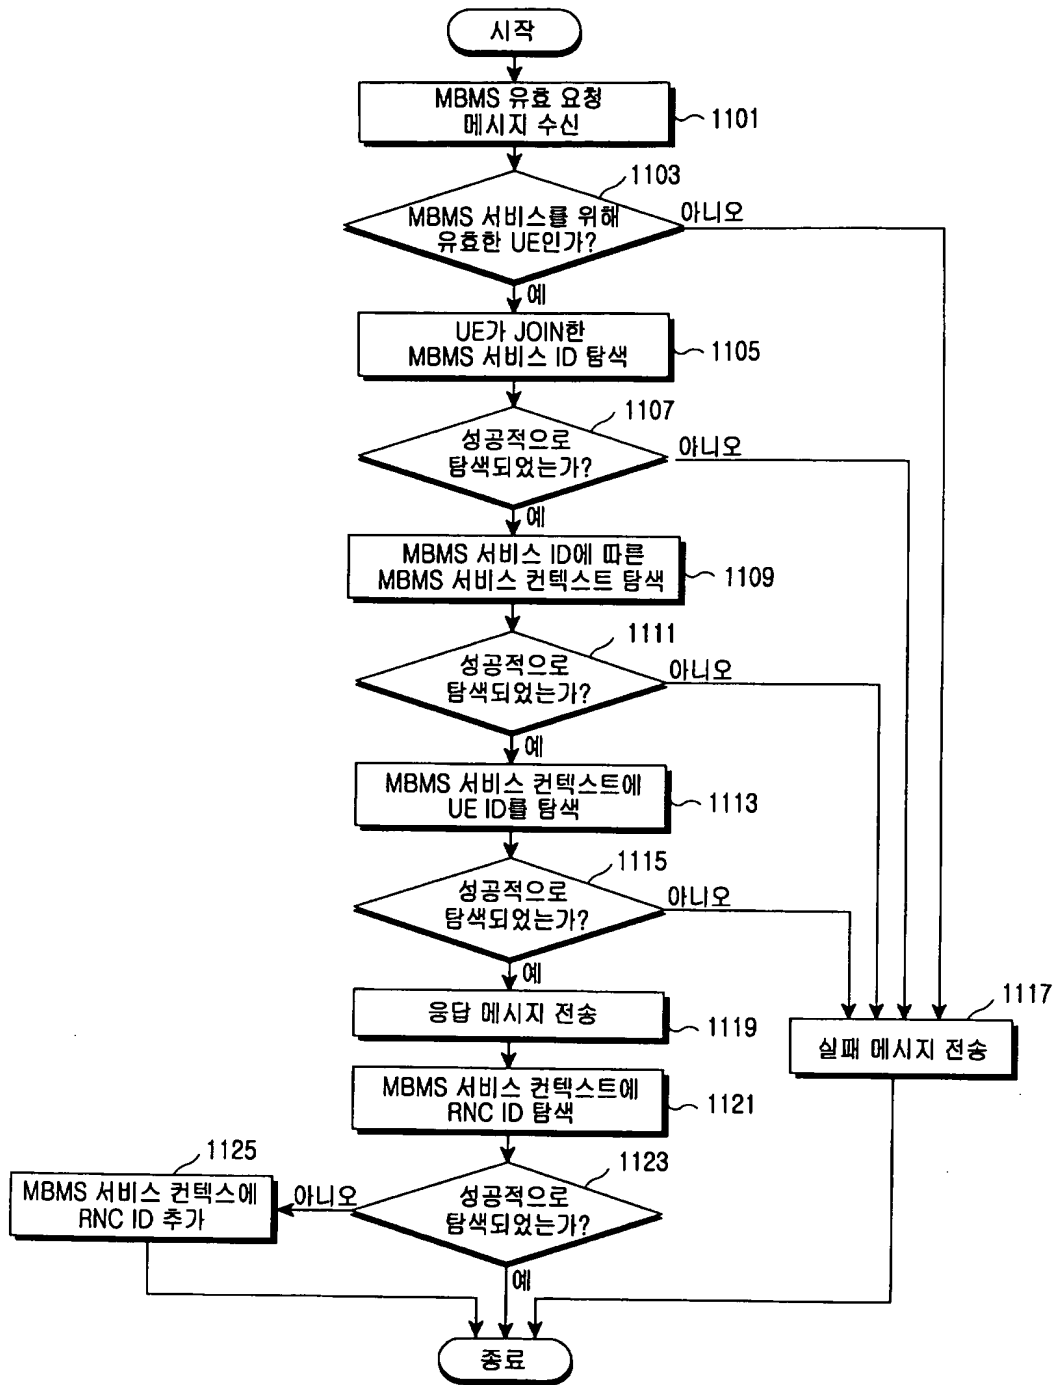 시작
MBMS 유효 요청
메시지 수신
1101
1103
MBMS 서비스를 위해
유효한 UE인가?
아니오
예
UE가 JOIN한
MBMS 서비스 ID 탐색
1105
1107
성공적으로
탐색되었는가?
아니오
예
MBMS 서비스 ID에 따른
MBMS 서비스 컨텍스트 탐색
1109
1111
성공적으로
탐색되었는가?
아니오
예
MBMS 서비스 컨텍스트에
UE ID를 탐색
1113
1115
성공적으로
탐색되었는가?
아니오
예
응답 메시지 전송
1119
1117
실패 메시지 전송
MBMS 서비스 컨텍스트에
RNC ID 탐색
1121
1123
성공적으로
탐색되었는가?
아니오
1125
MBMS 서비스 컨텍스에
RNC ID 추가
예
종료